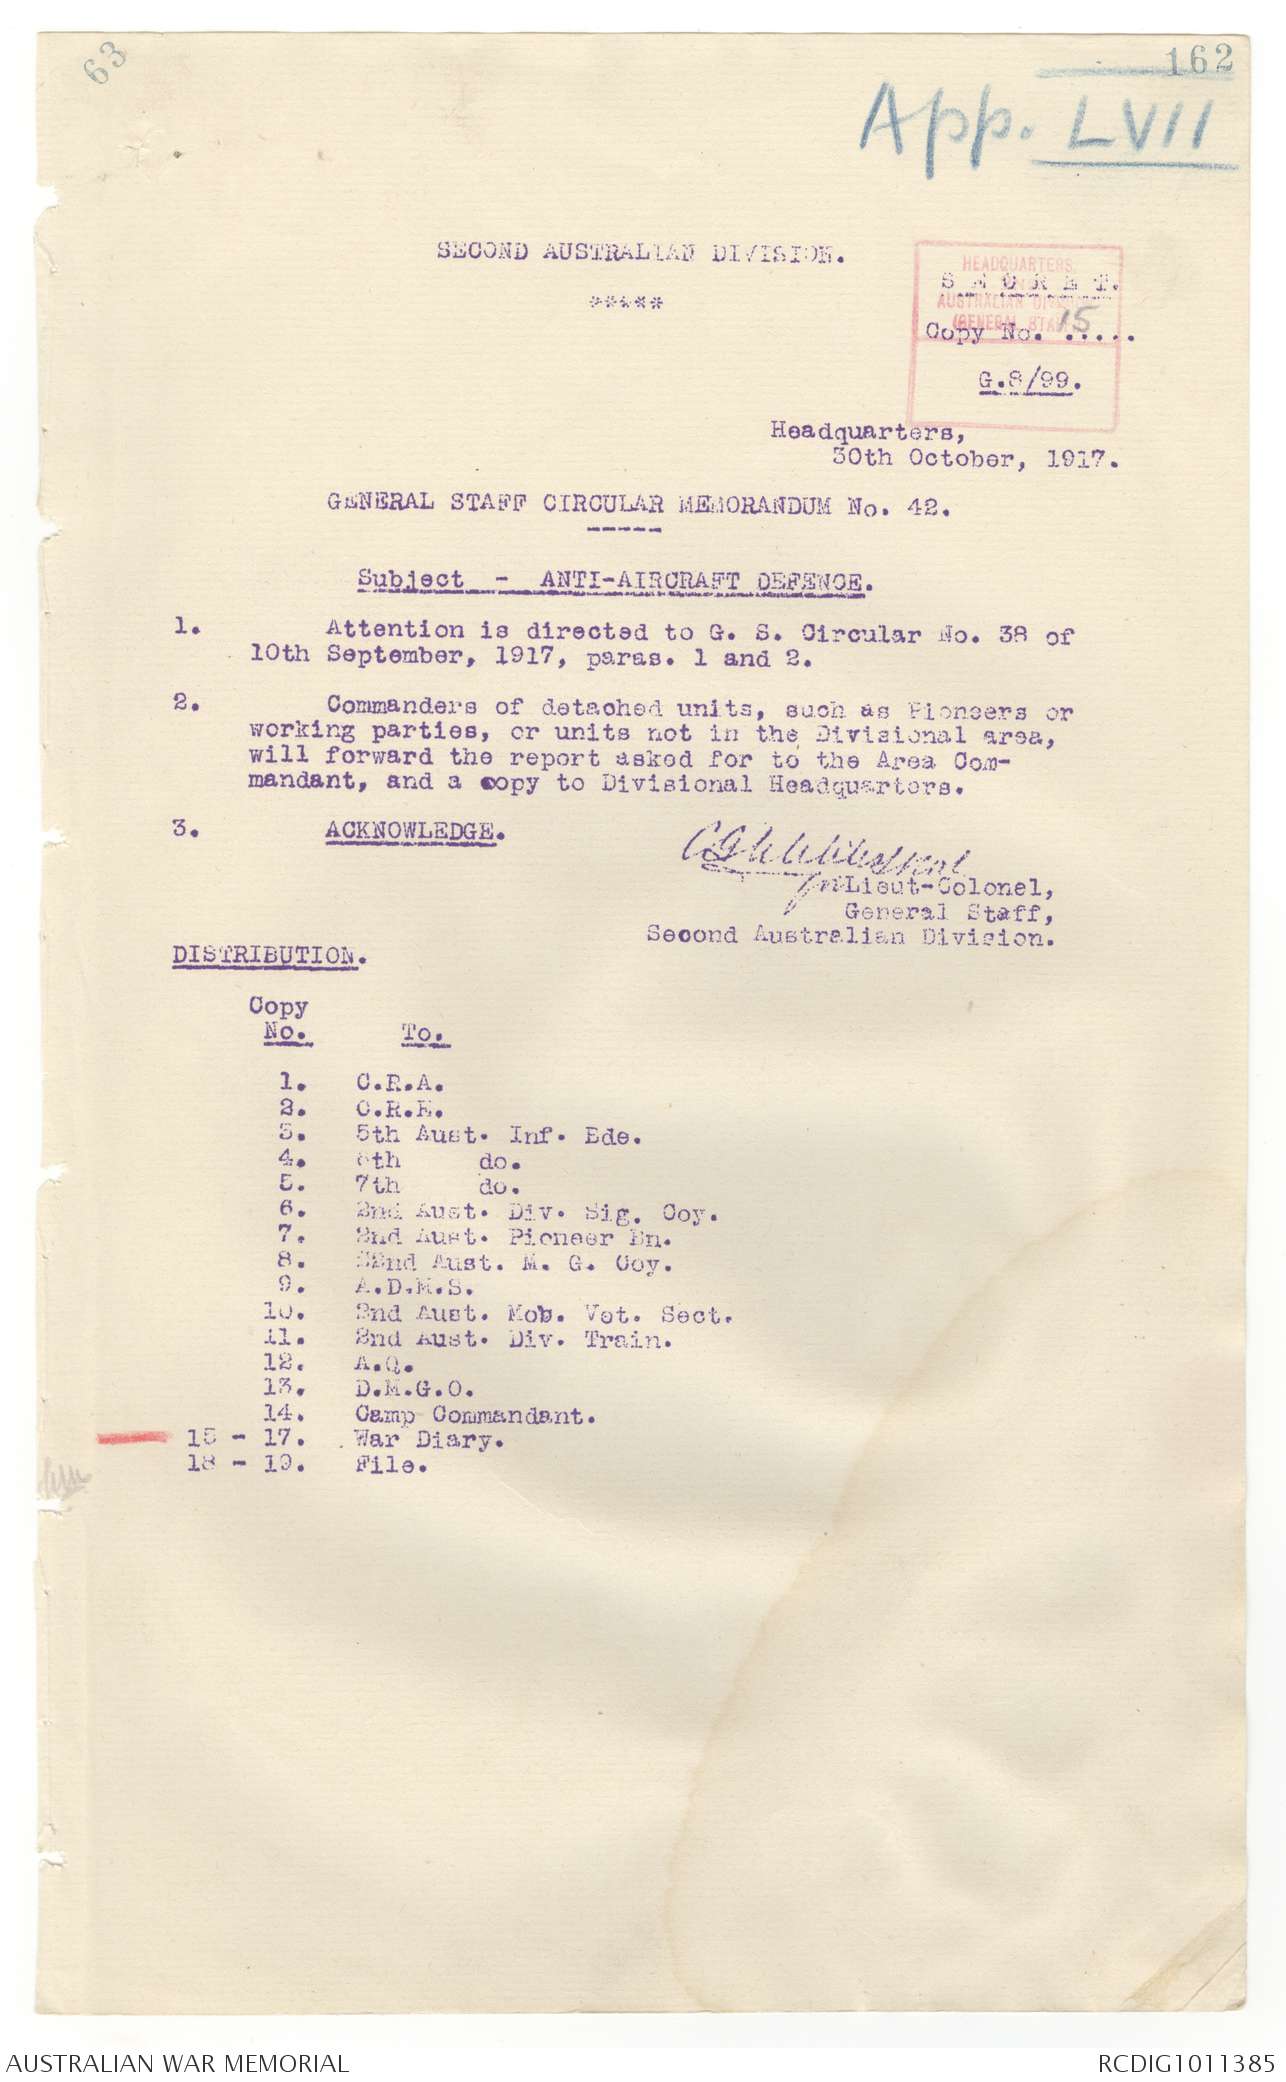 63
162
App. LVII
SECOND AUSTRALIAN DIVISION.
*****
HEADQUARTERS,
AUSTRALIAN DIVISION
(GENERAL STAFF)
S E C R E T.
Copy No. 15.....
G.8/99.
Headquarters,
30th October, 1917.
GENERAL STAFF CIRCULAR MEMORANDUM No. 42.
-----
Subject - ANTI-AIRCRAFT DEFENCE.
1. Attention is directed to G. S. Circular No. 38 of
10th September, 1917, paras. 1 and 2.
2. Commanders of detached units, such as Pioneers or
working parties, or units not in the Divisional area,
will forward the report asked for to the Area Com-
mandant, and a copy to Divisional Headquarters.
3. ACKNOWLEDGE.
for Lieut-Colonel,
General Staff,
Second Australian Division.
DISTRIBUTION.
Copy
No. To.
1. C.R.A.
2. C.R.E.
3. 5th Aust. Inf. Bde.
4. 6th do.
5. 7th do.
6. 2nd Aust. Div. Sig. Coy.
7. 2nd Aust. Pioneer Bn.
8. 22nd Aust. M. G. Coy.
9. A.D.M.S.
10. 2nd Aust. Mob. Vet. Sect.
11. 2nd Aust. Div. Train.
12. A.Q.
13. D.M.G.O.
14. Camp Commandant.
15 - 17. War Diary.
18 - 19. File.
AUSTRALIAN WAR MEMORIAL
RCDIG1011385